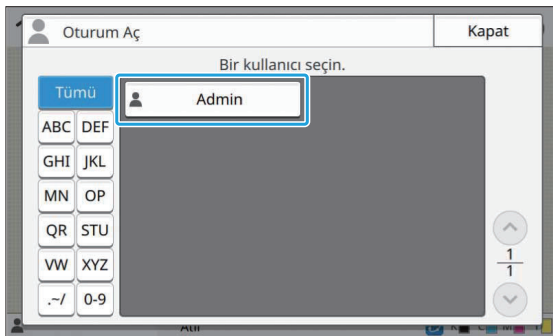 Oturum Aç
Kapat
Bir kullanıcı seçin.
Tümü
Admin
ABC DEF
GHI JKL
MN OP
QR STU
VW XYZ
.~/ 0-9
1
1